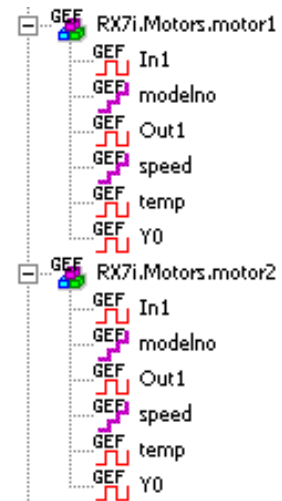 GEF RX7i.Motors.motor1
GEF In1
GEF modelno
GEF Out1
GEF speed
GEF temp
GEF Y0
GEF RX7i.Motors.motor2
GEF In1
GEF modelno
GEF Out1
GEF speed
GEF temp
GEF Y0